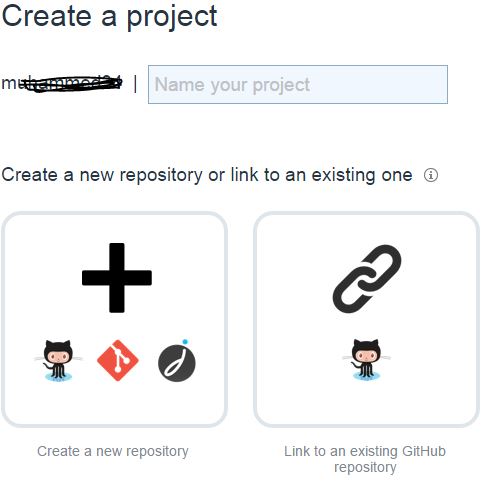 Create a project
|
Name your project
Create a new repository or link to an existing one
Create a new repository
Link to an existing GitHub
repository